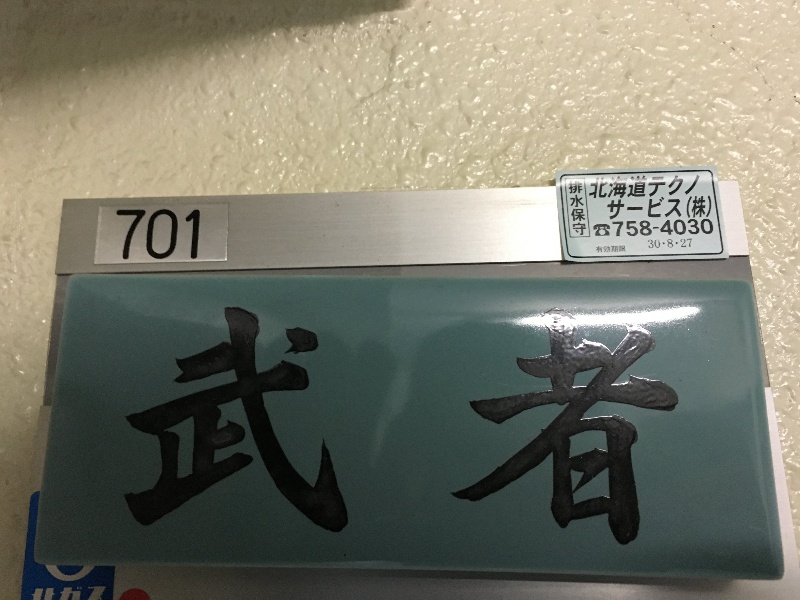 701
排水保守
北海道テクノ
サービス(株)
☎758-4030
有効期限 30・8・27
武者